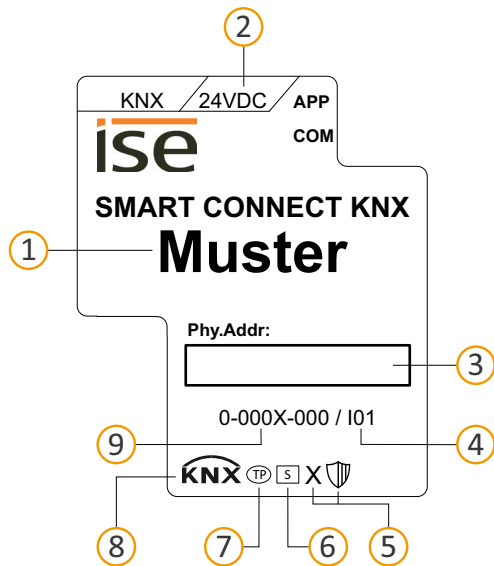 2
KNX 24VDC APP
COM
ise
SMART CONNECT KNX
1
Muster
Phy.Addr:
3
0-000X-000 / I01
9
4
KNX TP S X
8
7
6
5